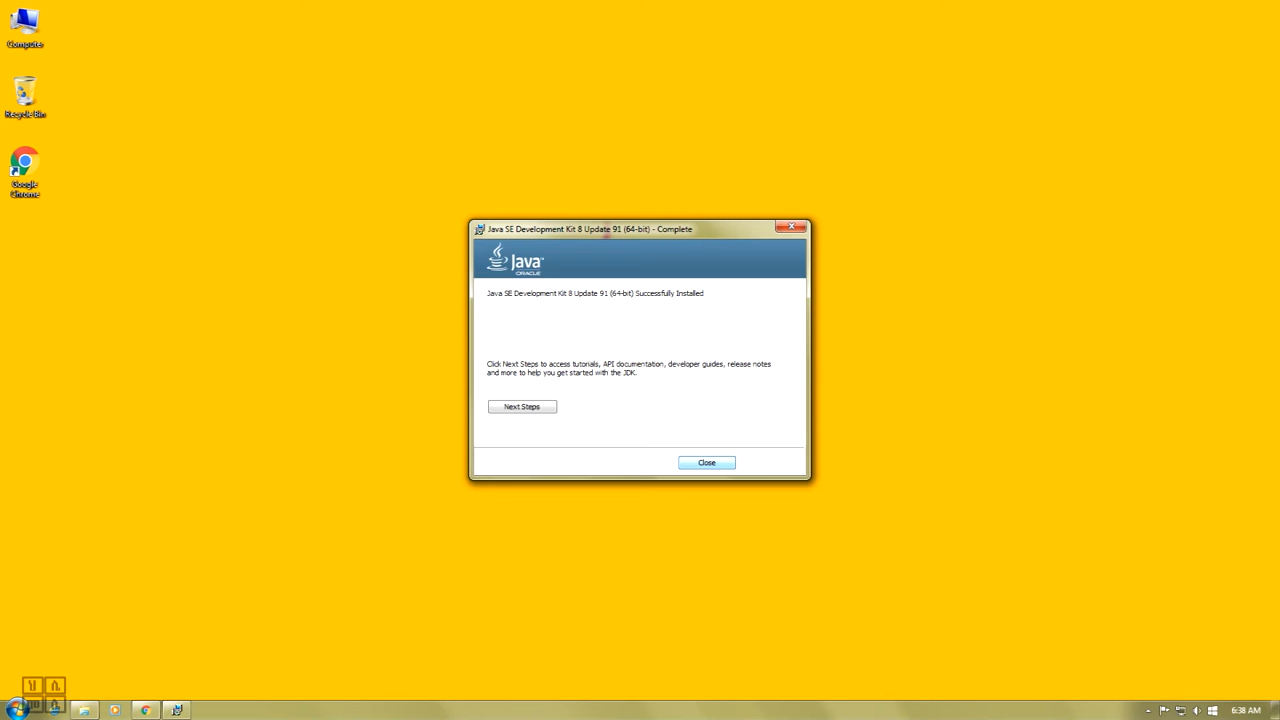 Computer
Recycle Bin
Google
Chrome
Java SE Development Kit 8 Update 91 (64-bit) - Complete
Java
ORACLE
Java SE Development Kit 8 Update 91 (64-bit) Successfully Installed
Click Next Steps to access tutorials, API documentation, developer guides, release notes
and more to help you get started with the JDK.
Next Steps
Close
6:38 AM